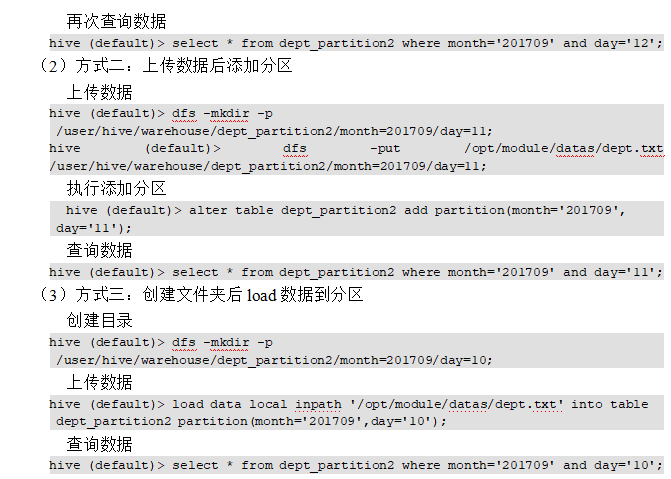 再次查询数据
hive (default)> select * from dept_partition2 where month='201709' and day='12';
（2）方式二：上传数据后添加分区
上传数据
hive (default)> dfs -mkdir -p
/user/hive/warehouse/dept_partition2/month=201709/day=11;
hive (default)> dfs -put /opt/module/datas/dept.txt
/user/hive/warehouse/dept_partition2/month=201709/day=11;
执行添加分区
hive (default)> alter table dept_partition2 add partition(month='201709',
day='11');
查询数据
hive (default)> select * from dept_partition2 where month='201709' and day='11';
（3）方式三：创建文件夹后 load 数据到分区
创建目录
hive (default)> dfs -mkdir -p
/user/hive/warehouse/dept_partition2/month=201709/day=10;
上传数据
hive (default)> load data local inpath '/opt/module/datas/dept.txt' into table
dept_partition2 partition(month='201709',day='10');
查询数据
hive (default)> select * from dept_partition2 where month='201709' and day='10';